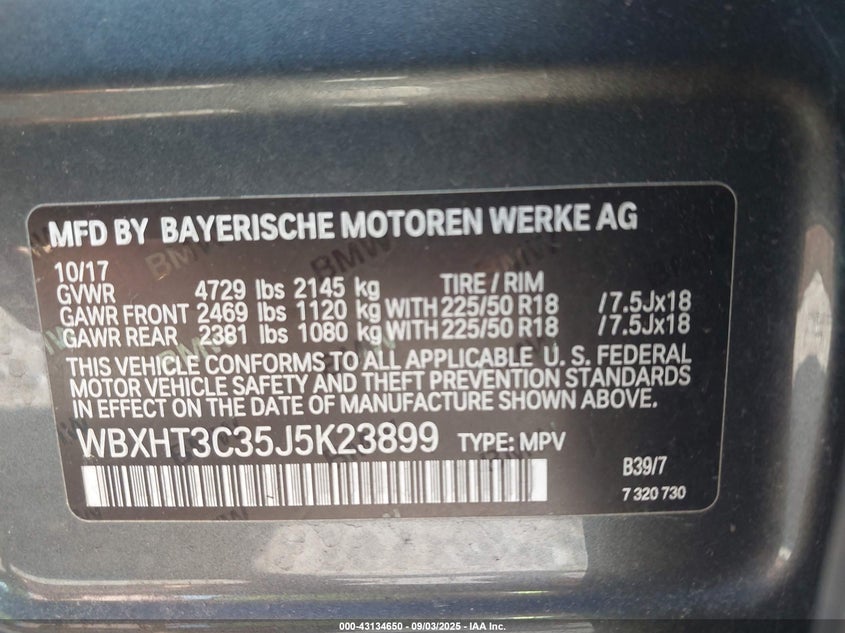 MFD BY BAYERISCHE MOTOREN WERKE AG
10/17 TIRE / RIM
GVWR 4729 lbs 2145 kg
GAWR FRONT 2469 lbs 1120 kg WITH 225/50 R18 /7.5Jx18
GAWR REAR 2381 lbs 1080 kg WITH 225/50 R18 /7.5Jx18
THIS VEHICLE CONFORMS TO ALL APPLICABLE U. S. FEDERAL
MOTOR VEHICLE SAFETY AND THEFT PREVENTION STANDARDS
IN EFFECT ON THE DATE OF MANUFACTURE SHOWN ABOVE.
WBXHT3C35J5K23899 TYPE: MPV
B39/7
7 320 730
000-43134650 - 09/03/2025 - IAA Inc.